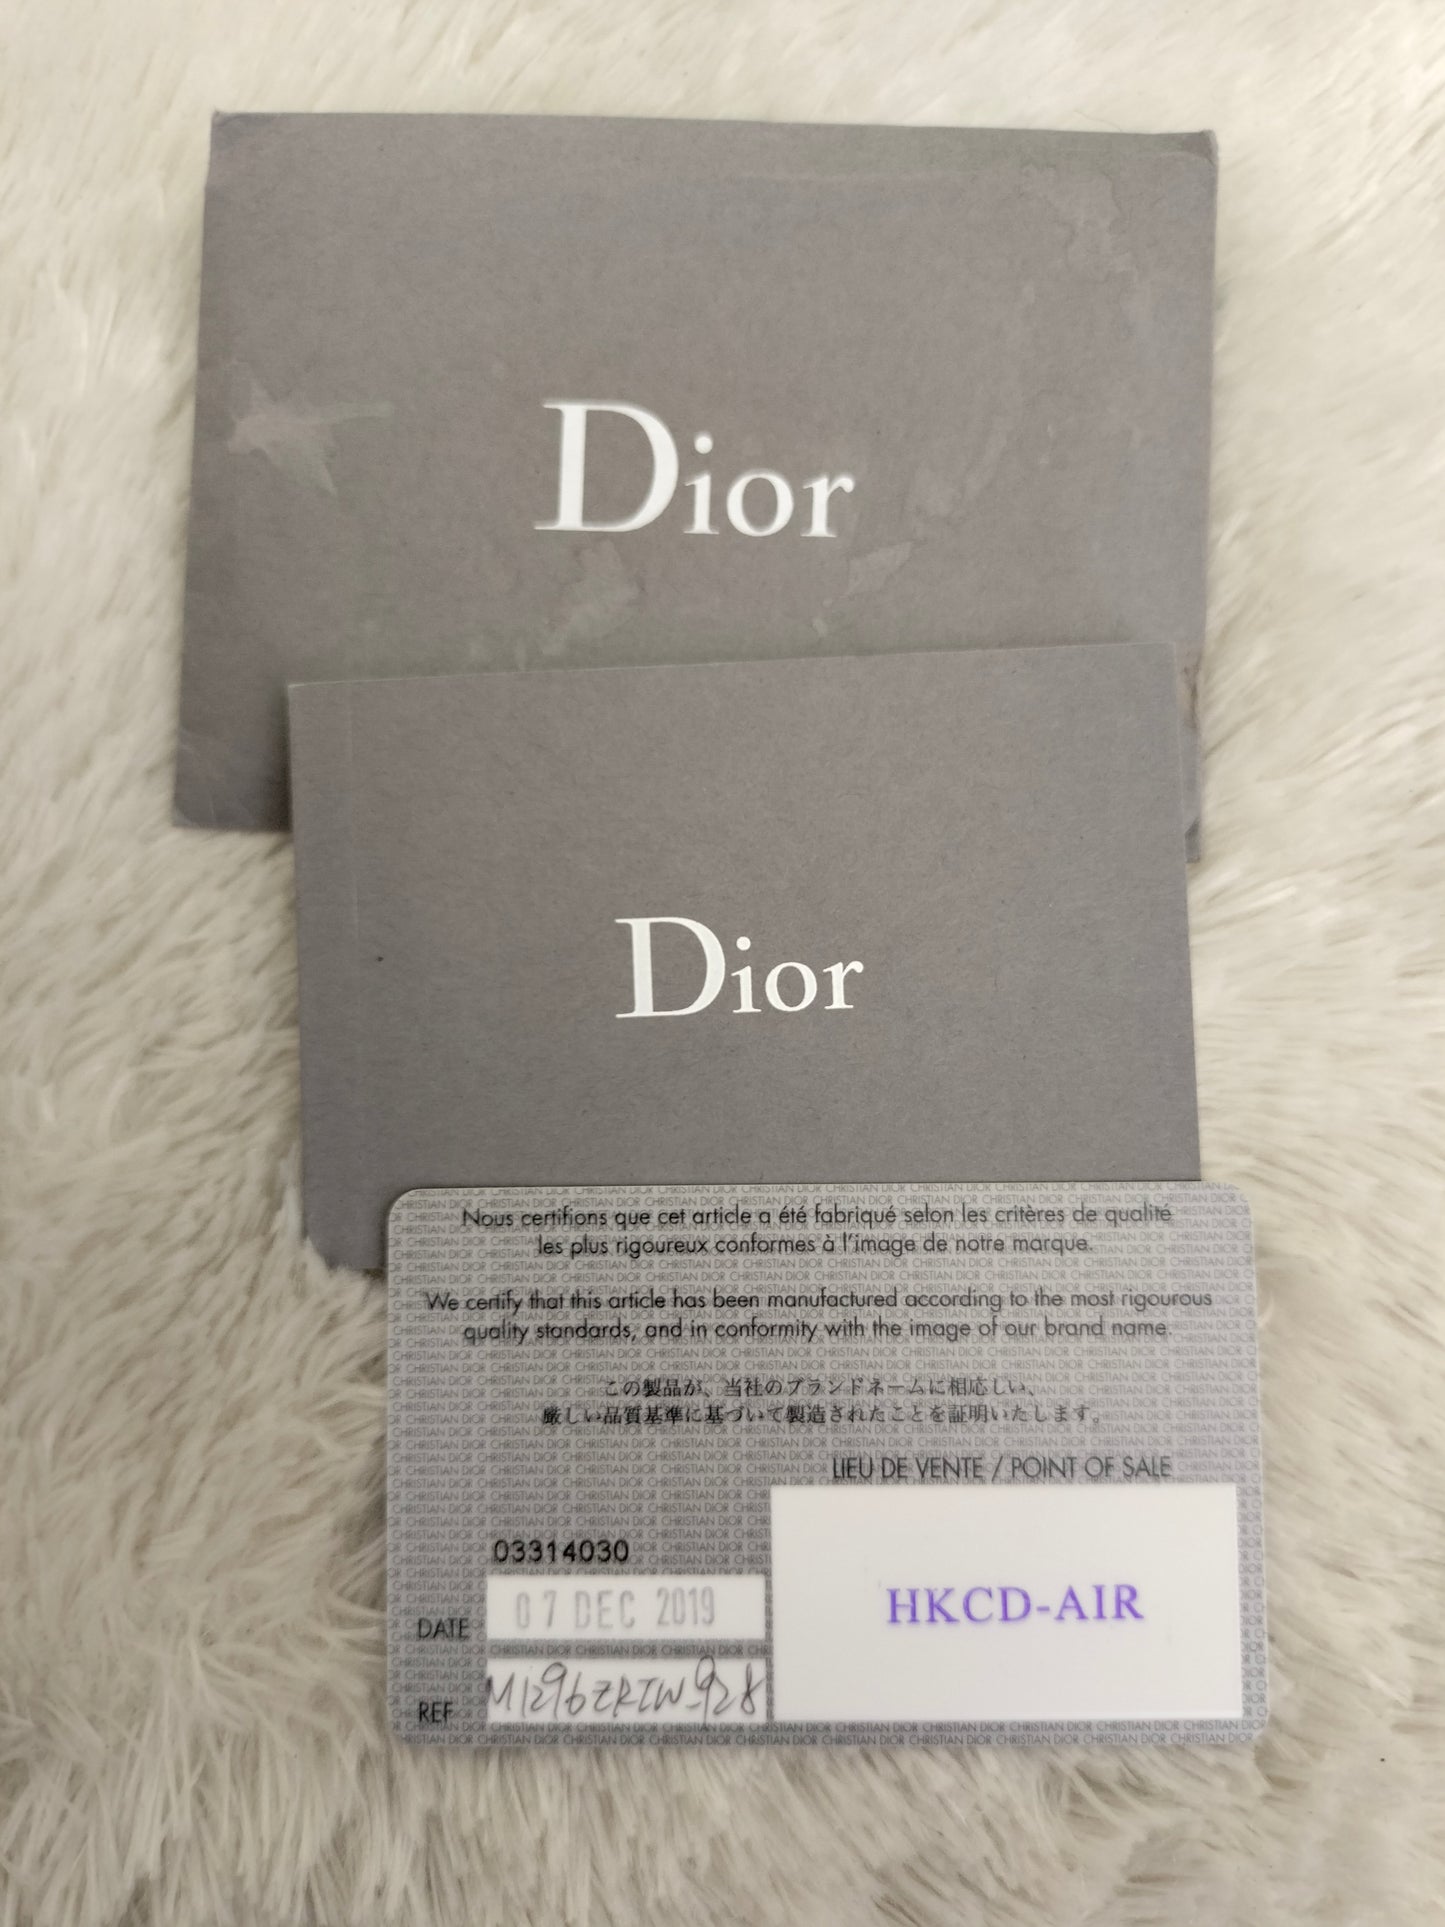 Dior
Dior
Nous certifions que cet article a été fabriqué selon les critères de qualité
les plus rigoureux conformes à l'image de notre marque.
We certify that this article has been manufactured according to the most rigourous
quality standards, and in conformity with the image of our brand name.
この製品が、当社のブランドネームに相応しい、
厳しい品質基準に基づいて製造されたことを証明いたします。
LIEU DE VENTE / POINT OF SALE
03314030
DATE 07 DEC 2019
HKCD-AIR
REF M1296ZRIW_928